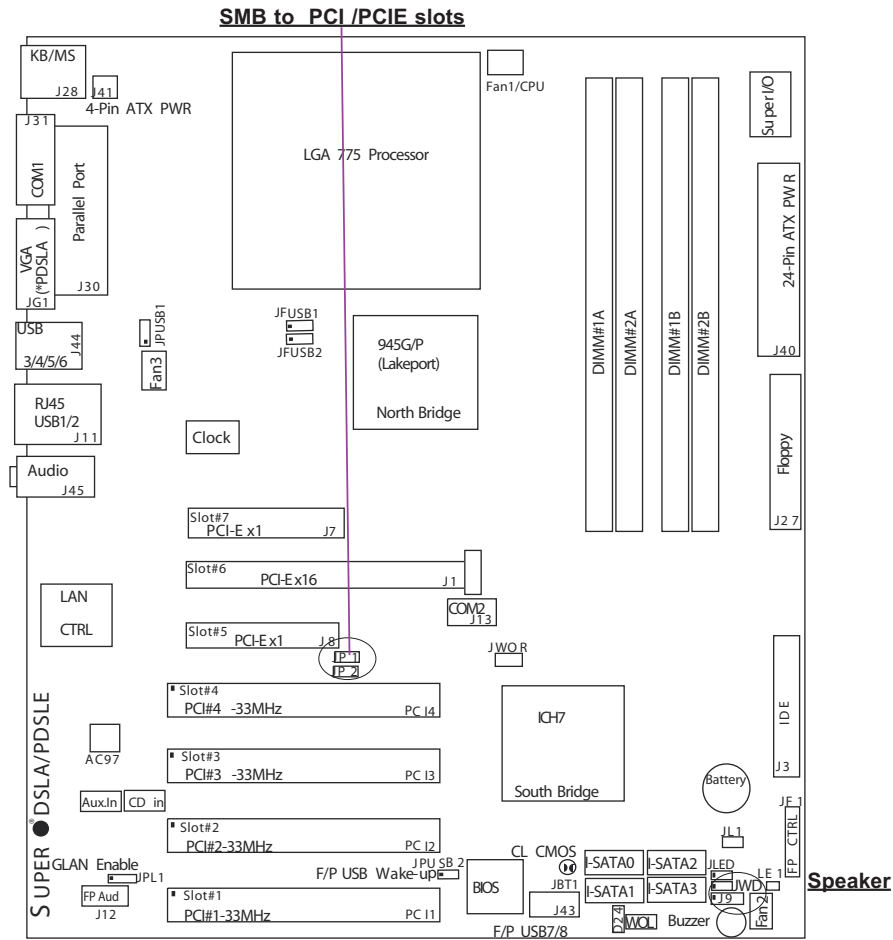 SMB to PCI /PCIE slots
KB/MS
J28
J41
4-Pin ATX PWR
Fan1/CPU
Super I/O
J31
COM1
Parallel Port
J30
LGA 775 Processor
VGA
(*PDSLA )
JG1
24-Pin ATX PWR
J40
USB
3/4/5/6
J44
JPUSB1
Fan3
JFUSB1
JFUSB2
945G/P
(Lakeport)
North Bridge
DIMM#1A
DIMM#2A
DIMM#1B
DIMM#2B
RJ45
USB1/2
J11
Clock
Floppy
J27
Audio
J45
Slot#7
PCI-E x1
J7
Slot#6
PCI-E x16
J1
LAN
CTRL
COM2
J13
Slot#5
PCI-E x1
J8
JP 1
JP 2
JWOR
Slot#4
PCI#4 -33MHz
PCI4
ICH7
South Bridge
IDE
J3
AC97
Slot#3
PCI#3 -33MHz
PCI3
Battery
SUPER ® DSLA/PDSLE
Aux.In
CD in
Slot#2
PCI#2-33MHz
PCI2
JL1
JF1
FP CTRL
GLAN Enable
JPL1
F/P USB Wake-up
JPUSB2
CL CMOS
I-SATA0
I-SATA2
JLED
LE1
BIOS
JBT1
I-SATA1
I-SATA3
JWD
J9
Speaker
FP Aud
J12
Slot#1
PCI#1-33MHz
PCI1
J43
F/P USB7/8
D24
WOL
Buzzer
Fan2